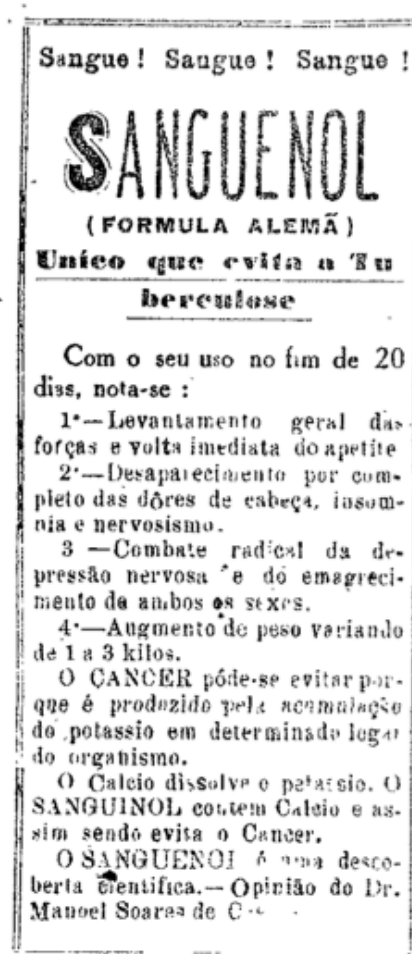 Sangue! Saugue! Sangue!
SANGUENOL
(FORMULA ALEMÃ)
Unico que evita a Tu
berculose
Com o seu uso no fim de 20
dias, nota-se :
1ª—Levantamento geral das
forças e volta imediata do apetite
2ª—Desaparecimento por com-
pleto das dôres de cabeça, insom-
nia e nervosismo.
3 —Combate radical da de-
pressão nervosa e do emagreci-
mento de ambos os sexes.
4ª—Augmento de peso variando
de 1 a 3 kilos.
O CANCER póde-se evitar por-
que é produzido pela acumulação
do potassio em determinado logar
do organismo.
O Calcio dissolve o potassio. O
SANGUINOL contem Calcio e as-
sim sendo evita o Cancer.
O SANGUENOL é uma desco-
berta cientifica.— Opinião do Dr.
Manoel Soares de